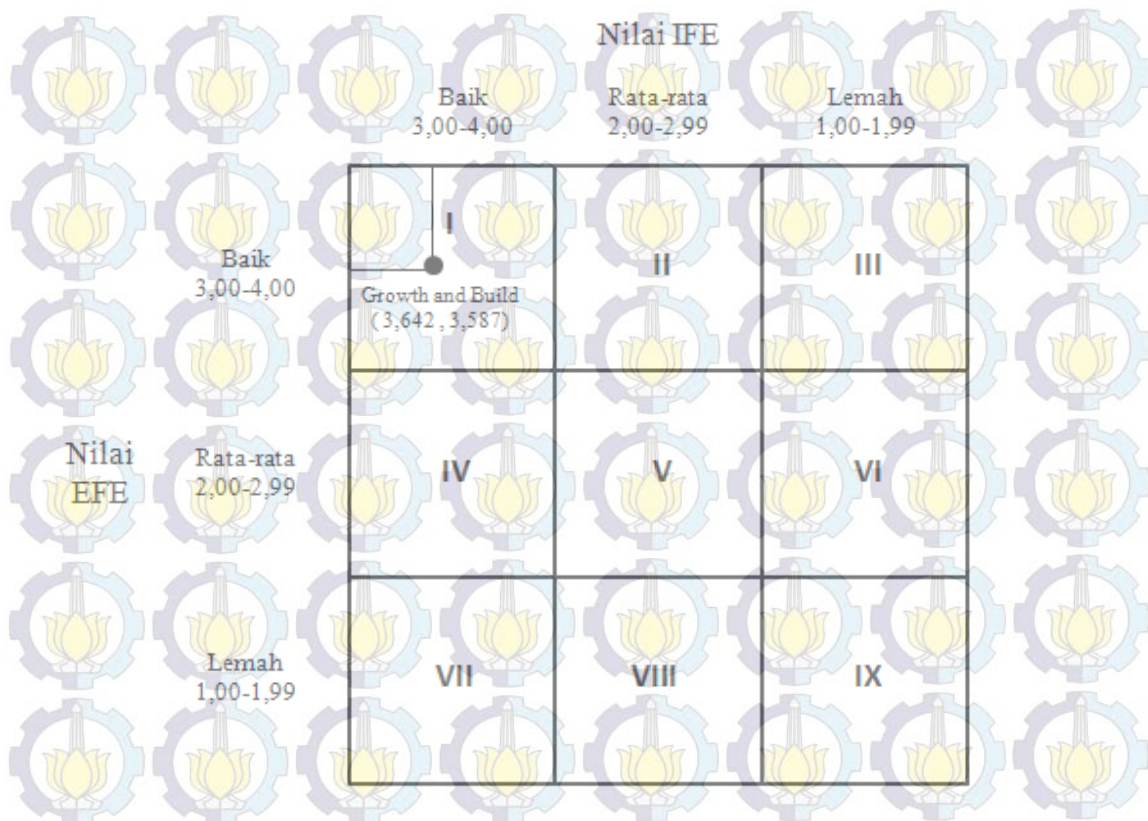 Nilai IFE
Baik
3,00-4,00
Rata-rata
2,00-2,99
Lemah
1,00-1,99
Baik
3,00-4,00
I
II
III
Growth and Build
( 3,642 , 3,587)
Nilai
EFE
Rata-rata
2,00-2,99
IV
V
VI
Lemah
1,00-1,99
VII
VIII
IX